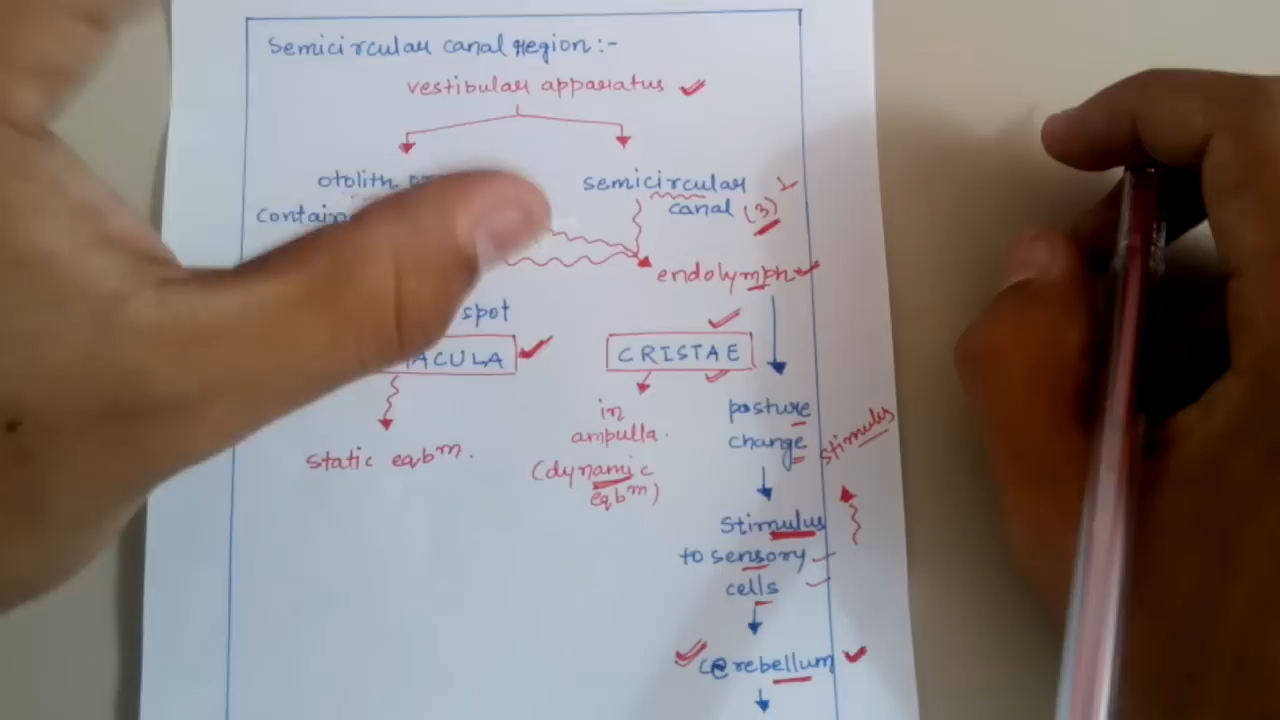 Semicircular canal region:-
vestibular apparatus
otolith
semicircular
canal (3)
endolymph
spot
ACULA
CRISTAE
static eqbm.
in
ampulla.
(dynamic
eqbm)
posture
change
stimulus
stimulus
to sensory
cells
cerebellum